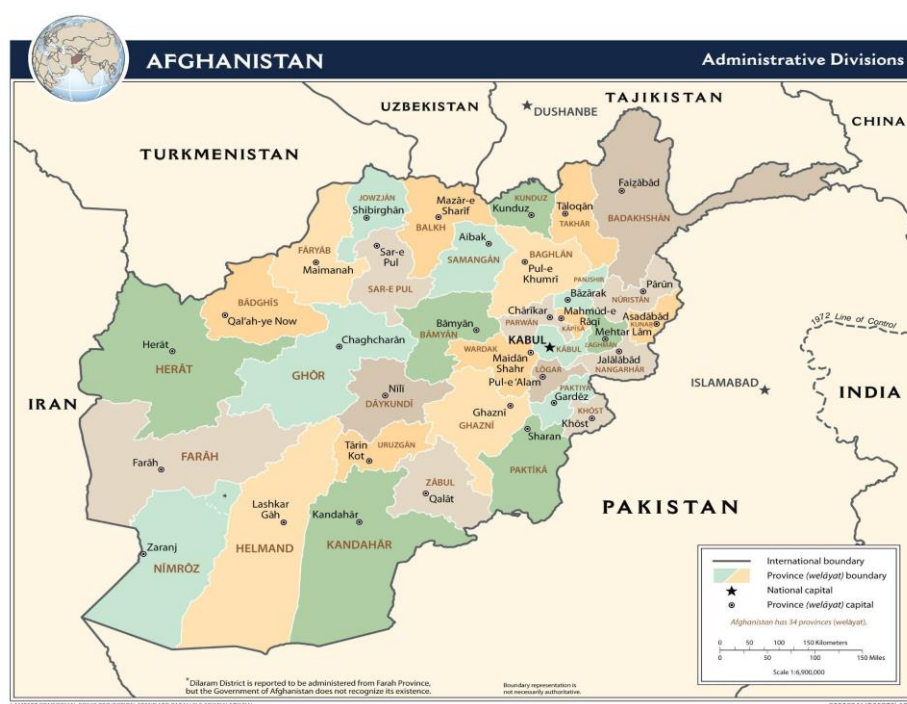 AFGHANISTAN
Administrative Divisions
UZBEKISTAN
DUSHANBE
TAJIKISTAN
CHINA
TURKMENISTAN
JOWZJĀN
Shibirghān
Mazār-e
Sharīf
BALKH
KUNDUZ
Kunduz
Tāloqān
TAKHĀR
Faiẓābād
BADAKHSHĀN
FĀRYĀB
Maimanah
Sar-e
Pul
SAR-E PUL
Aibak
SAMANGĀN
BAGHLĀN
Pul-e
Khumrī
PANJSHIR
Bāzārak
Pārūn
NŪRISTĀN
BĀDGHĪS
Qal'ah-ye Now
Chārīkar
PARWĀN
Mahmūd-e
Rāqī
KĀPĪSĀ
Asadābād
KUNAR
Mehtar
Lām
LAGHMĀN
1972 Line of Control
Herāt
HERĀT
Chaghcharān
GHŌR
Bāmyān
BĀMYĀN
KABUL
KĀBUL
WARDAK
Maidān
Shahr
Jalālābād
NANGARHĀR
LŌGAR
Pul-e 'Alam
PAKTIYĀ
Gardēz
KHŌST
Khōst
ISLAMABAD
INDIA
IRAN
Nīlī
DĀYKUNDĪ
Ghaznī
GHAZNĪ
Sharan
PAKTĪKĀ
FARĀH
Farāh
Tārin
Kot
URUZGĀN
ZĀBUL
Qalāt
PAKISTAN
*
Lashkar
Gāh
HELMAND
Kandahār
KANDAHĀR
Zaranj
NĪMRŌZ
International boundary
Province (welāyat) boundary
National capital
Province (welāyat) capital
Afghanistan has 34 provinces (welāyat).
0 50 100 150 Kilometers
0 50 100 150 Miles
Scale 1:6,900,000
*Dilaram District is reported to be administered from Farah Province,
but the Government of Afghanistan does not recognize its existence.
Boundary representation is
not necessarily authoritative.